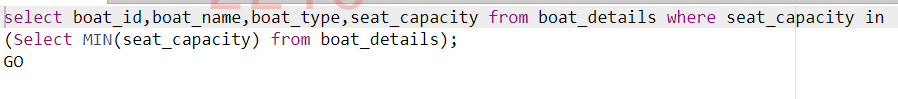 select boat_id,boat_name,boat_type,seat_capacity from boat_details where seat_capacity in
(Select MIN(seat_capacity) from boat_details);
GO